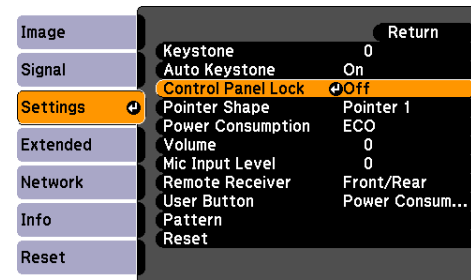 Image
Signal
Settings
Extended
Network
Info
Reset
Return
Keystone 0
Auto Keystone On
Control Panel Lock Off
Pointer Shape Pointer 1
Power Consumption ECO
Volume 0
Mic Input Level 0
Remote Receiver Front/Rear
User Button Power Consum...
Pattern
Reset